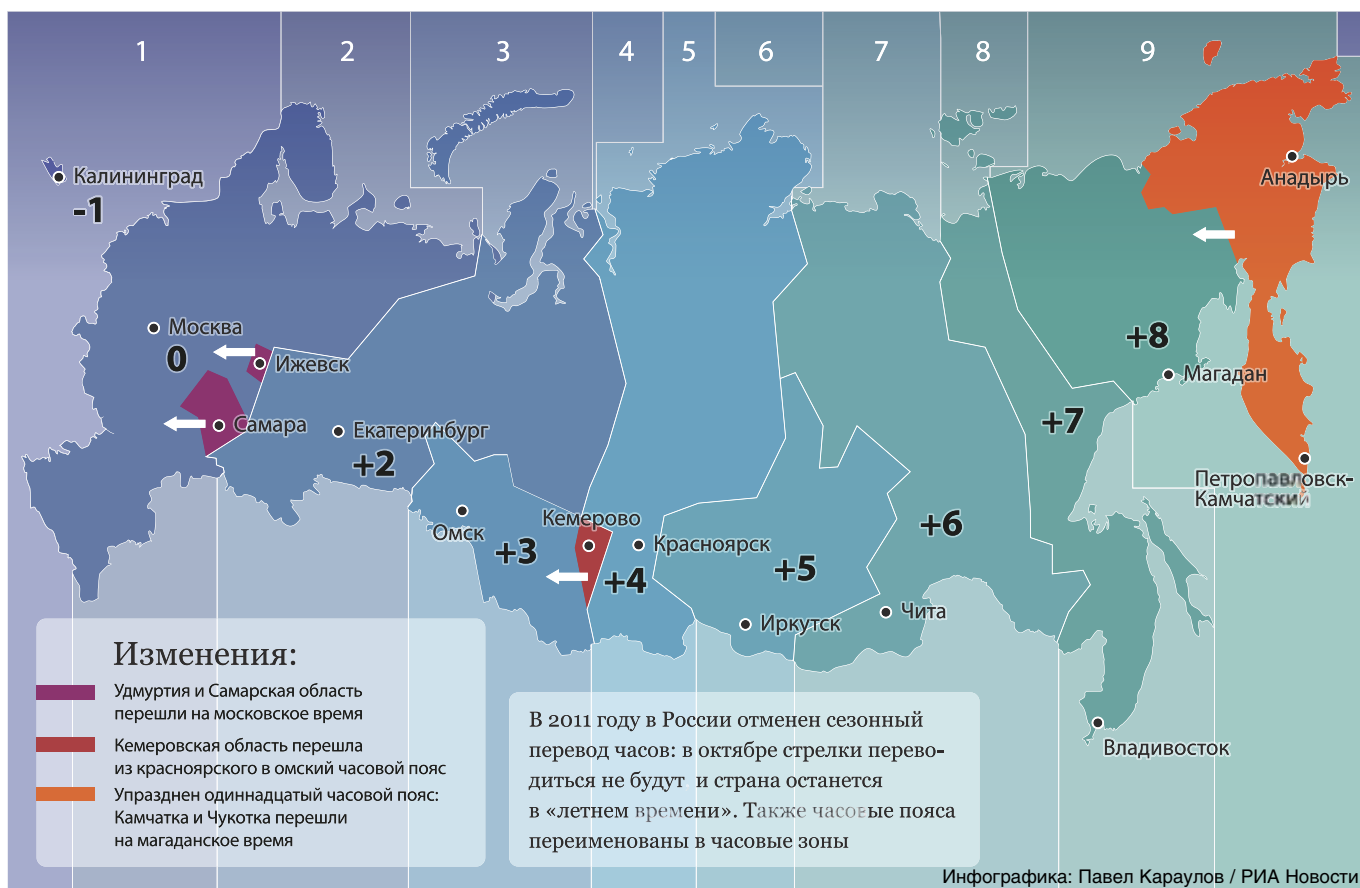 1 2 3 4 5 6 7 8 9
Калининград
-1
Анадырь
Москва
0
Ижевск
Самара
Екатеринбург
+2
+8
Магадан
+7
Петропавловск-
Камчатский
Омск
+3
Кемерово
Красноярск
+4
+5
+6
Иркутск
Чита
Владивосток
Изменения:
Удмуртия и Самарская область
перешли на московское время
Кемеровская область перешла
из красноярского в омский часовой пояс
Упразднен одиннадцатый часовой пояс:
Камчатка и Чукотка перешли
на магаданское время
В 2011 году в России отменен сезонный
перевод часов: в октябре стрелки перево-
диться не будут, и страна останется
в «летнем времени». Также часовые пояса
переименованы в часовые зоны
Инфографика: Павел Караулов / РИА Новости